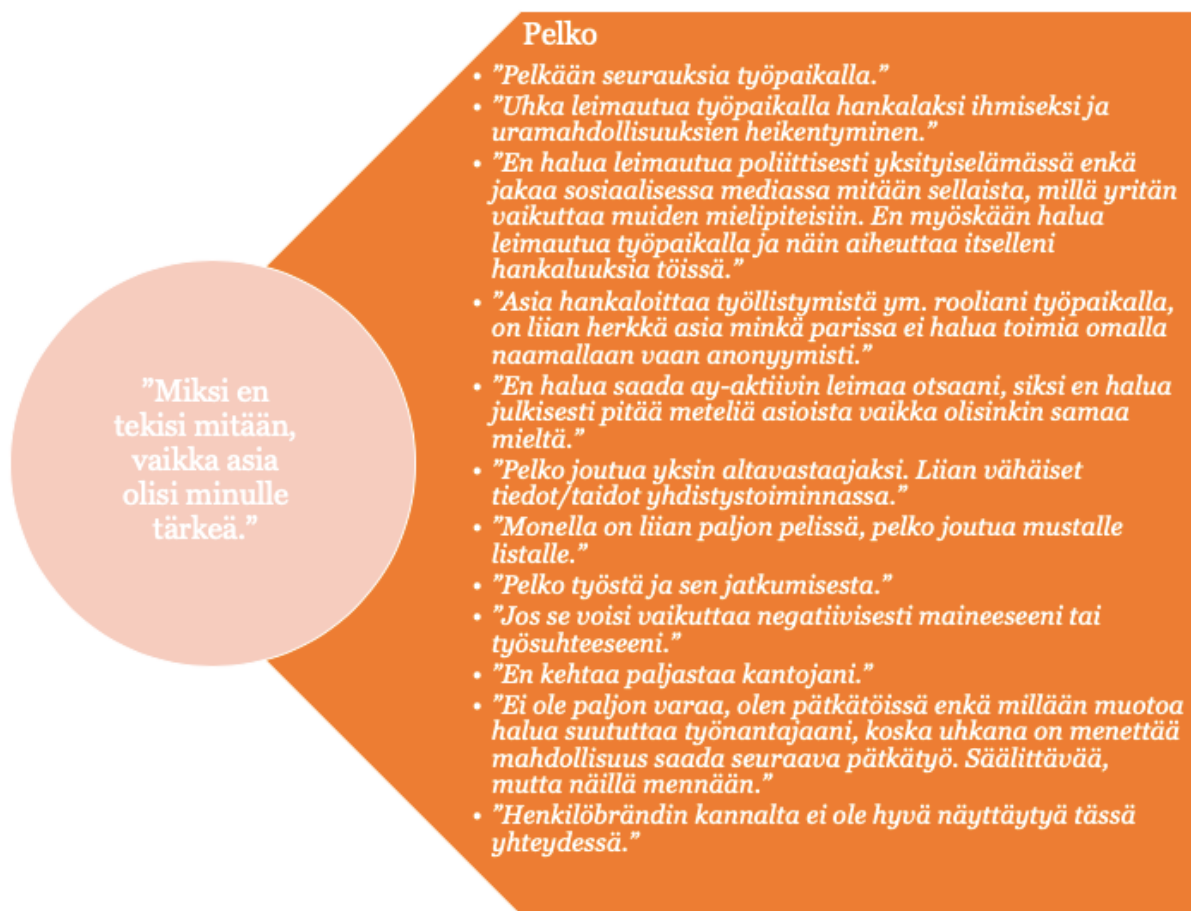 Pelko
• ”Pelkään seurauksia työpaikalla.”
• ”Uhka leimautua työpaikalla hankalaksi ihmiseksi ja
uramahdollisuuksien heikentyminen.”
• ”En halua leimautua poliittisesti yksityiselämässä enkä
jakaa sosiaalisessa mediassa mitään sellaista, millä yritän
vaikuttaa muiden mielipiteisiin. En myöskään halua
leimautua työpaikalla ja näin aiheuttaa itselleni
hankaluuksia töissä.”
• ”Asia hankaloittaa työllistymistä ym. rooliani työpaikalla,
on liian herkkä asia minkä parissa ei halua toimia omalla
naamallaan vaan anonyymisti.”
• ”En halua saada ay-aktiivin leimaa otsaani, siksi en halua
julkisesti pitää meteliä asioista vaikka olisinkin samaa
mieltä.”
• ”Pelko joutua yksin altavastaajaksi. Liian vähäiset
tiedot/taidot yhdistystoiminnassa.”
• ”Monella on liian paljon pelissä, pelko joutua mustalle
listalle.”
• ”Pelko työstä ja sen jatkumisesta.”
• ”Jos se voisi vaikuttaa negatiivisesti maineeseeni tai
työsuhteeseeni.”
• ”En kehtaa paljastaa kantojani.”
• ”Ei ole paljon varaa, olen pätkätöissä enkä millään muotoa
halua suututtaa työnantajaani, koska uhkana on menettää
mahdollisuus saada seuraava pätkätyö. Säälittävää,
mutta näillä mennään.”
• ”Henkilöbrändin kannalta ei ole hyvä näyttäytyä tässä
yhteydessä.”
”Miksi en
tekisi mitään,
vaikka asia
olisi minulle
tärkeä.”